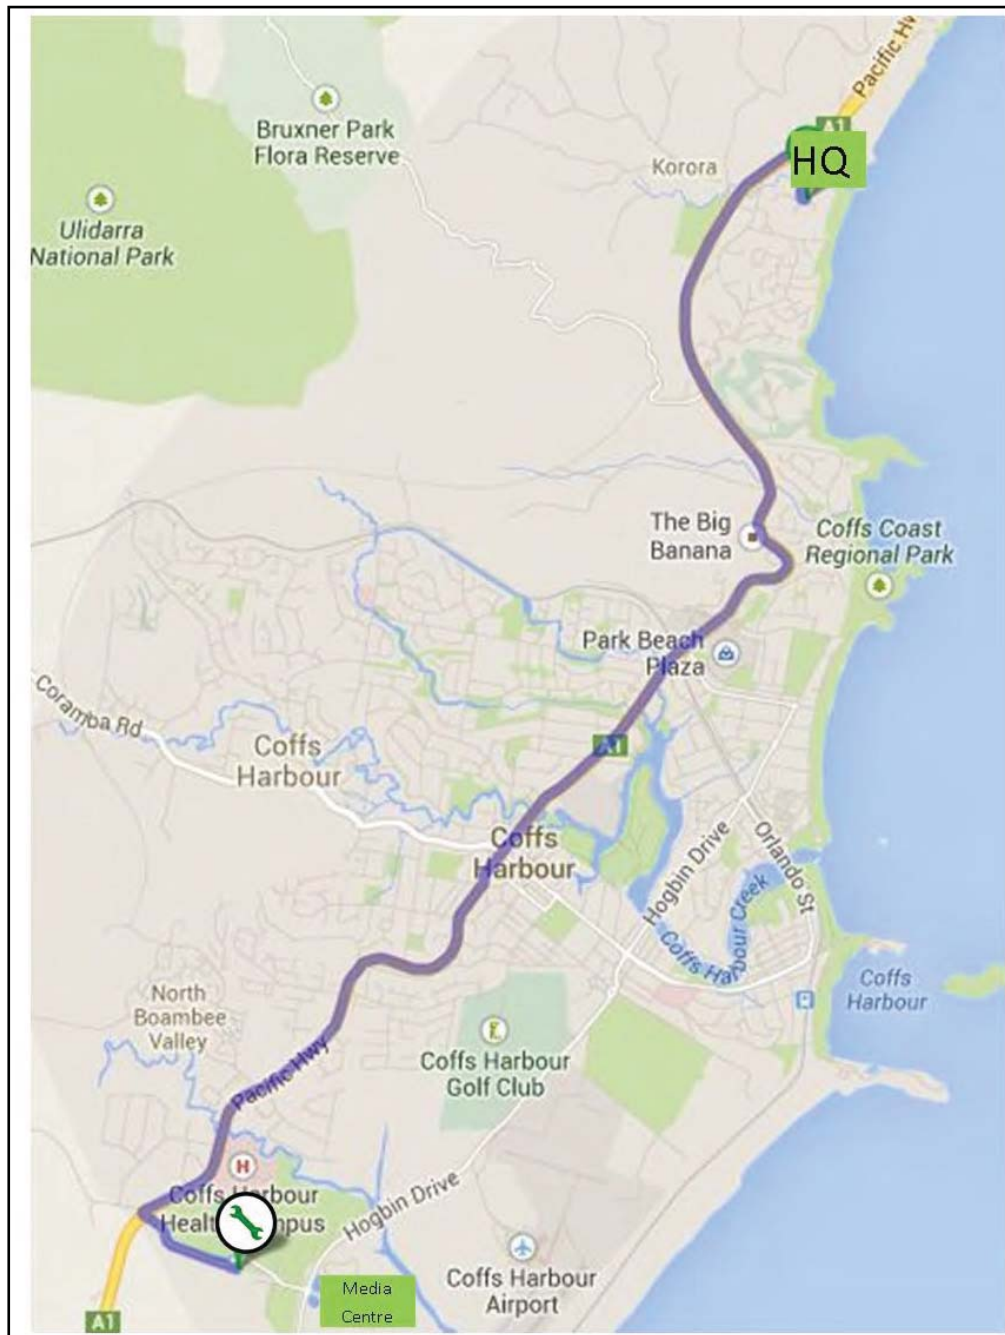 Pacific Hw
A1
HQ
Korora
Bruxner Park
Flora Reserve
Ulidarra
National Park
The Big
Banana
Coffs Coast
Regional Park
Park Beach
Plaza
Coramba Rd
Coffs
Harbour
A1
Coffs
Harbour
Hogbin Drive
Orlando St
Coffs Harbour Creek
Coffs
Harbour
North
Boambee
Valley
Coffs Harbour
Golf Club
Pacific Hwy
H
Coffs Harbour
Health Campus
Hogbin Drive
Coffs Harbour
Airport
Media
Centre
A1